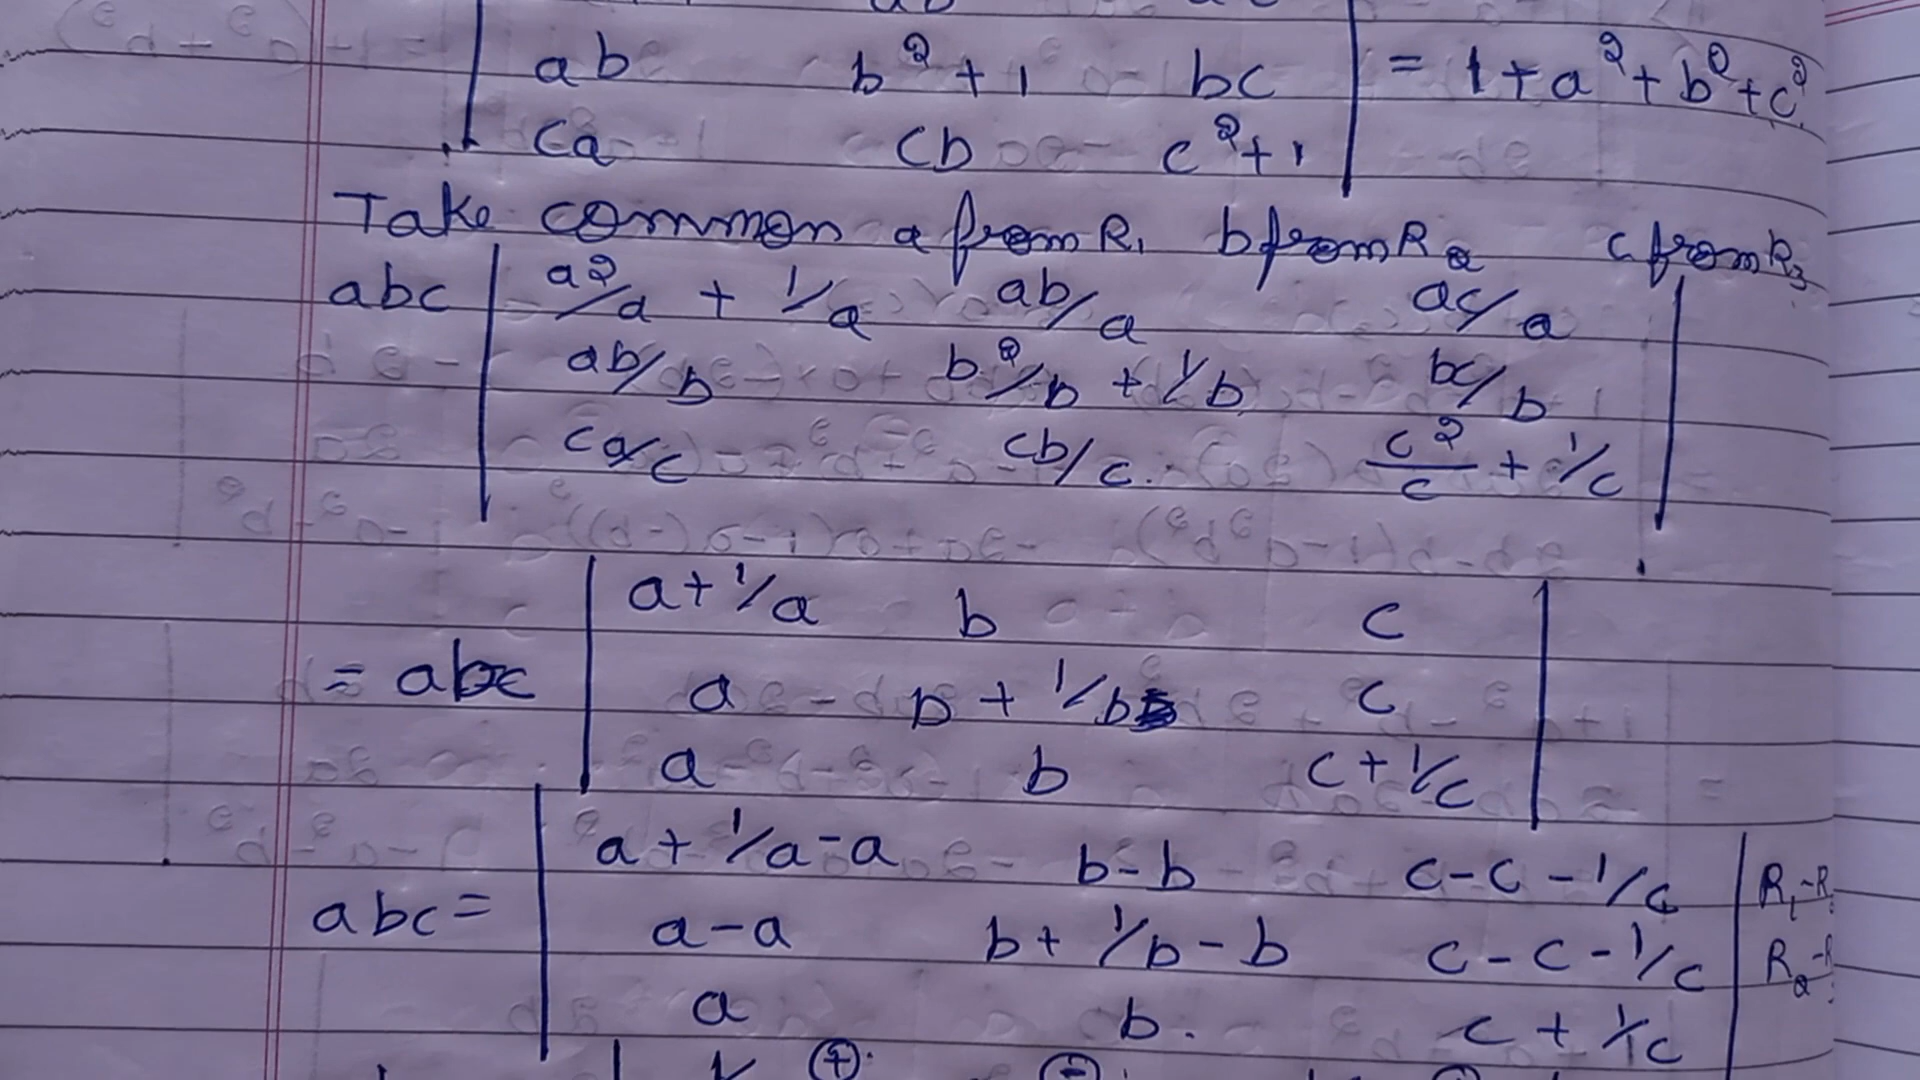 ab b²+1 bc = 1+a²+b²+c²
ca cb c²+1
Take common a from R₁ b from R₂ c from R₃
abc a²/a + 1/a ab/a ac/a
ab/b b²/b + 1/b bc/b
ca/c cb/c c²/c + 1/c
a+1/a b c
= abc a b + 1/b c
a b c+1/c
a + 1/a - a b-b c-c-1/c R₁-R
abc = a-a b+1/b-b c-c-1/c R₂-R
a b. c + 1/c